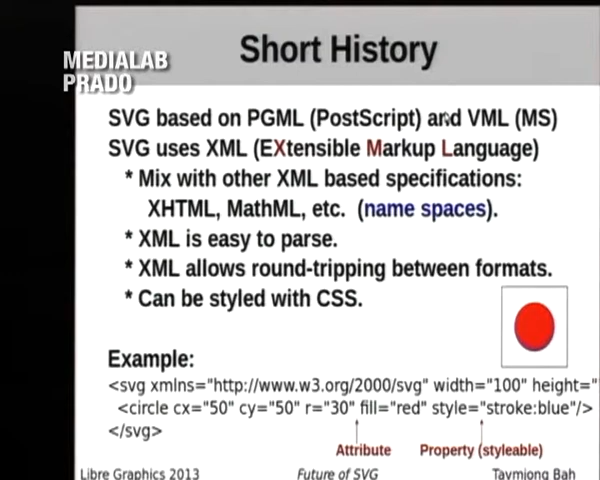 MEDIALAB
PRADO
Short History
SVG based on PGML (PostScript) and VML (MS)
SVG uses XML (EXtensible Markup Language)
* Mix with other XML based specifications:
XHTML, MathML, etc. (name spaces).
* XML is easy to parse.
* XML allows round-tripping between formats.
* Can be styled with CSS.
Example:
<svg xmlns="http://www.w3.org/2000/svg" width="100" height="
<circle cx="50" cy="50" r="30" fill="red" style="stroke:blue"/>
</svg>
Attribute
Property (styleable)
Libre Graphics 2013
Future of SVG
Tavmjong Bah